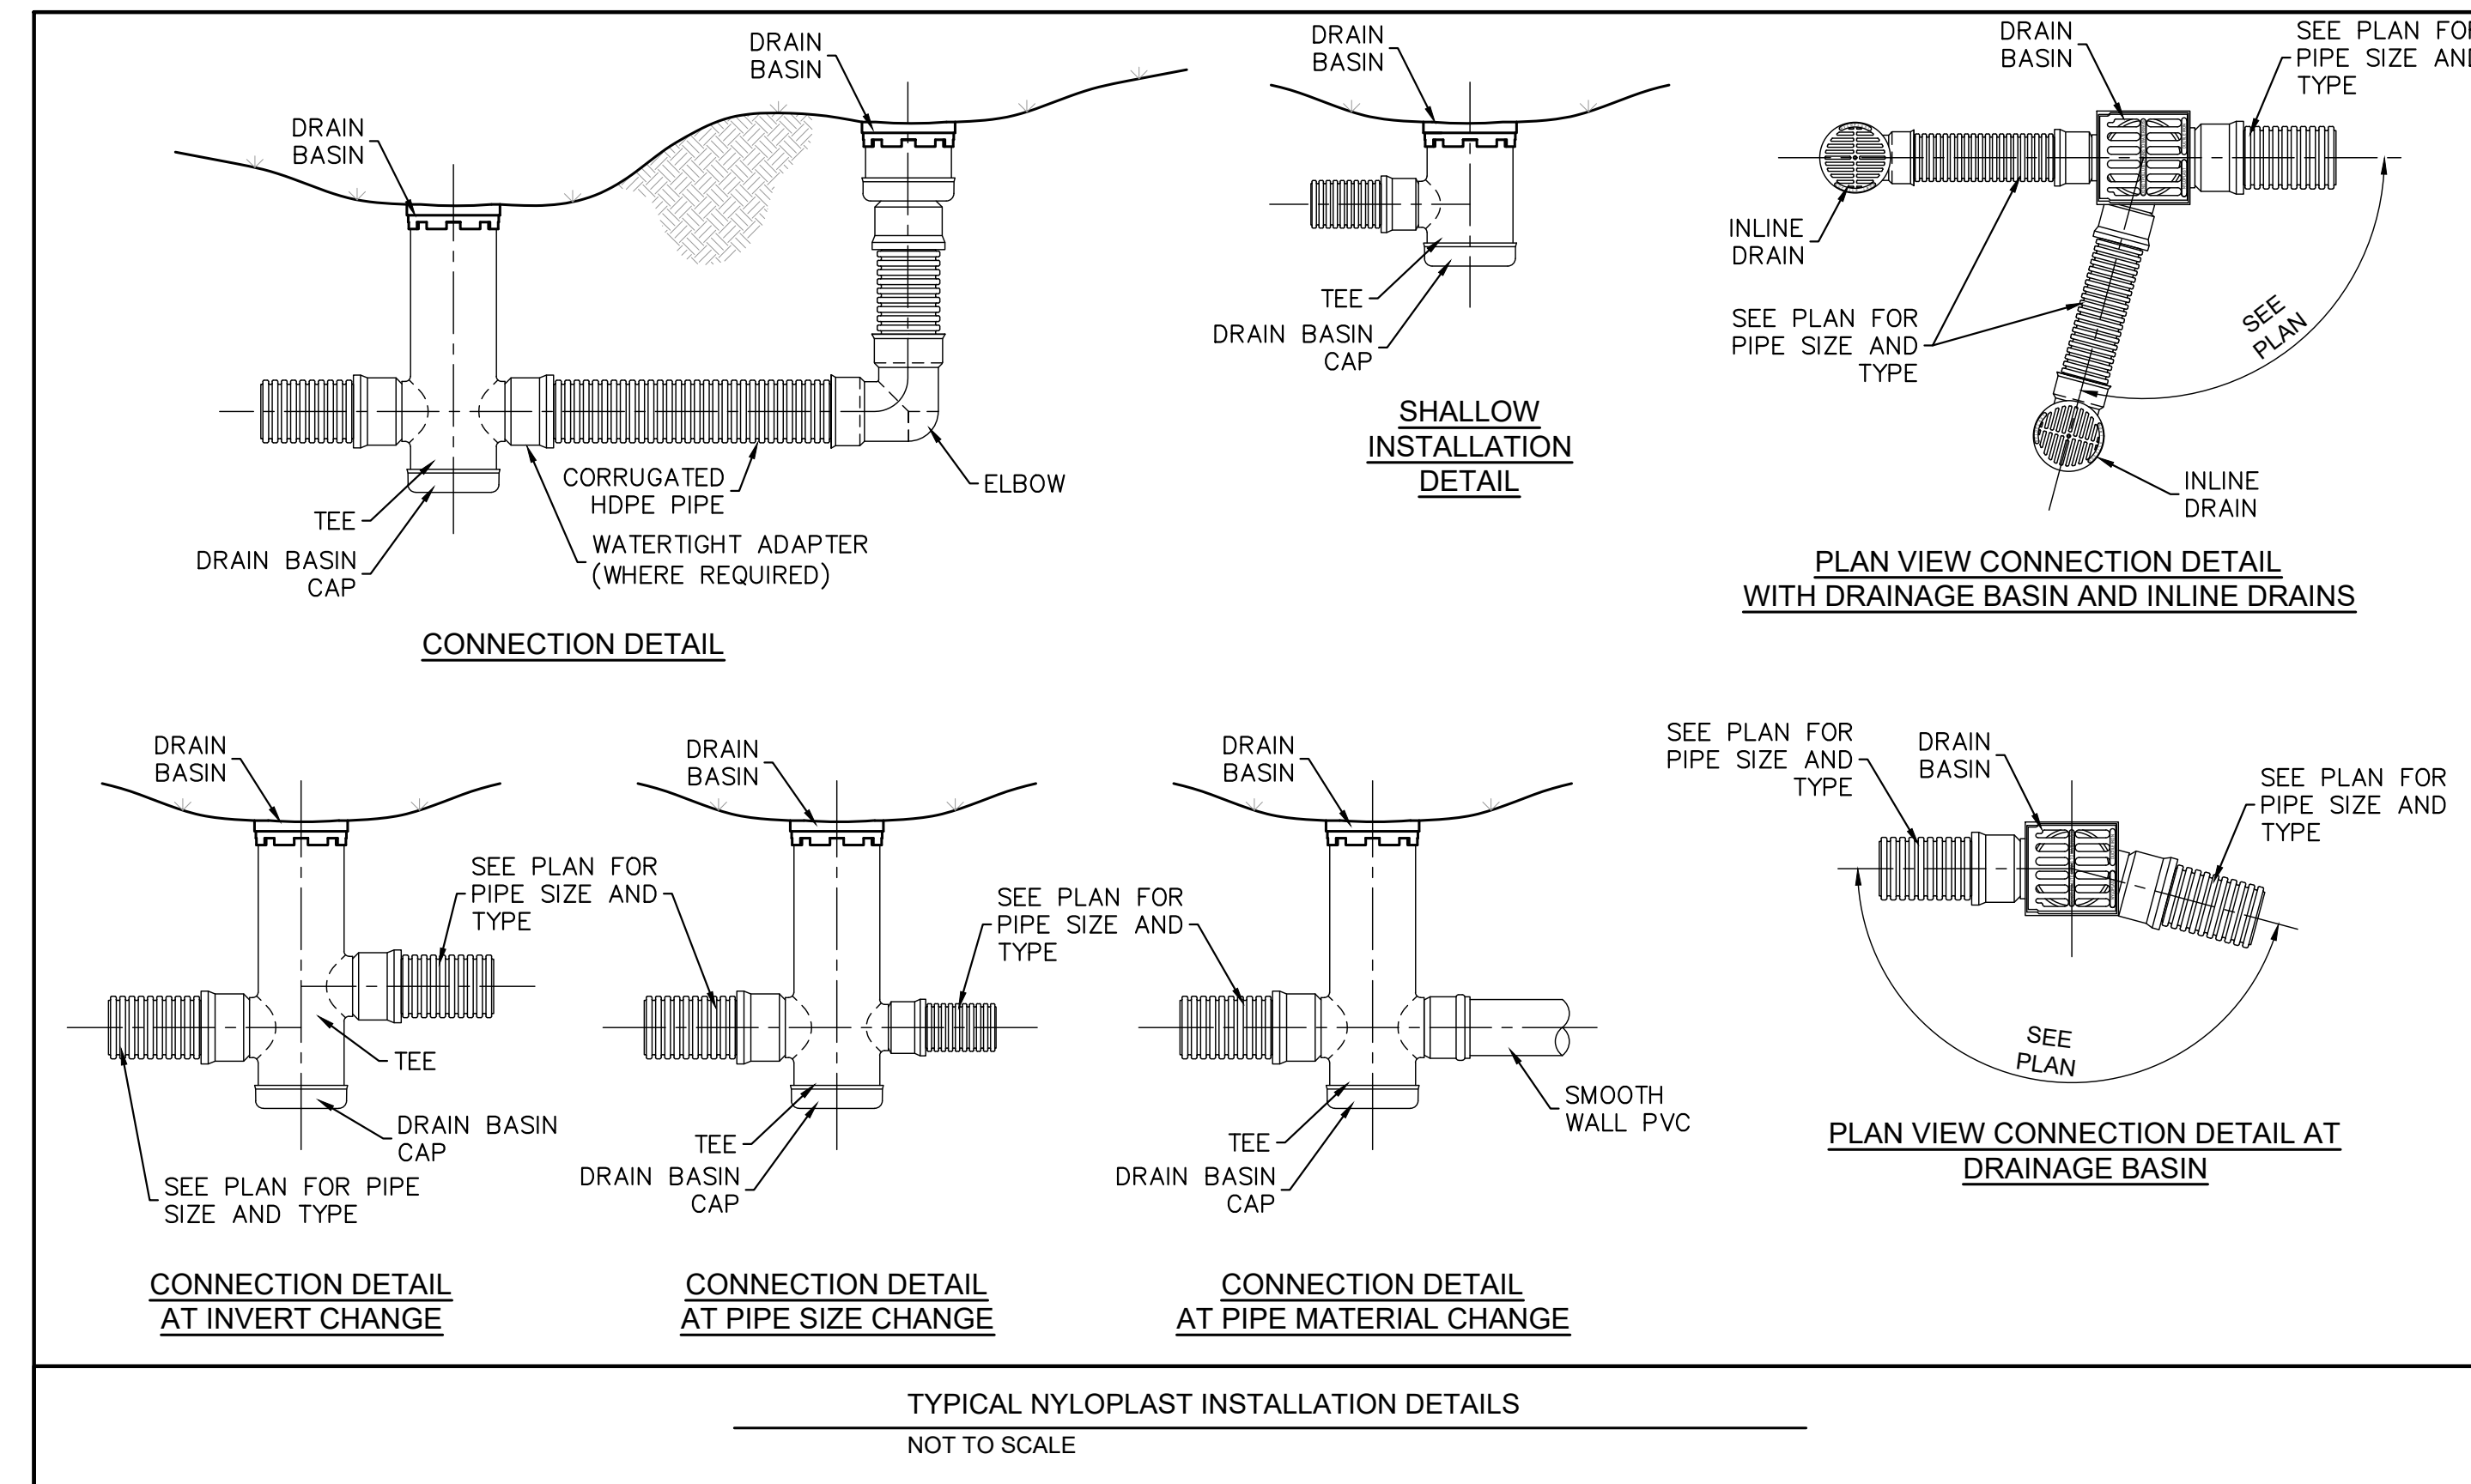 DRAIN
BASIN
DRAIN
BASIN
TEE
DRAIN BASIN
CAP
CORRUGATED
HDPE PIPE
WATERTIGHT ADAPTER
(WHERE REQUIRED)
ELBOW
CONNECTION DETAIL
DRAIN
BASIN
TEE
DRAIN BASIN
CAP
SHALLOW
INSTALLATION
DETAIL
DRAIN
BASIN
SEE PLAN FOR
PIPE SIZE AND
TYPE
INLINE
DRAIN
SEE PLAN FOR
PIPE SIZE AND
TYPE
SEE
PLAN
INLINE
DRAIN
PLAN VIEW CONNECTION DETAIL
WITH DRAINAGE BASIN AND INLINE DRAINS
DRAIN
BASIN
SEE PLAN FOR
PIPE SIZE AND
TYPE
TEE
DRAIN BASIN
CAP
SEE PLAN FOR PIPE
SIZE AND TYPE
CONNECTION DETAIL
AT INVERT CHANGE
DRAIN
BASIN
SEE PLAN FOR
PIPE SIZE AND
TYPE
TEE
DRAIN BASIN
CAP
CONNECTION DETAIL
AT PIPE SIZE CHANGE
DRAIN
BASIN
TEE
DRAIN BASIN
CAP
SMOOTH
WALL PVC
CONNECTION DETAIL
AT PIPE MATERIAL CHANGE
SEE PLAN FOR
PIPE SIZE AND
TYPE
DRAIN
BASIN
SEE PLAN FOR
PIPE SIZE AND
TYPE
SEE
PLAN
PLAN VIEW CONNECTION DETAIL AT
DRAINAGE BASIN
TYPICAL NYLOPLAST INSTALLATION DETAILS
NOT TO SCALE